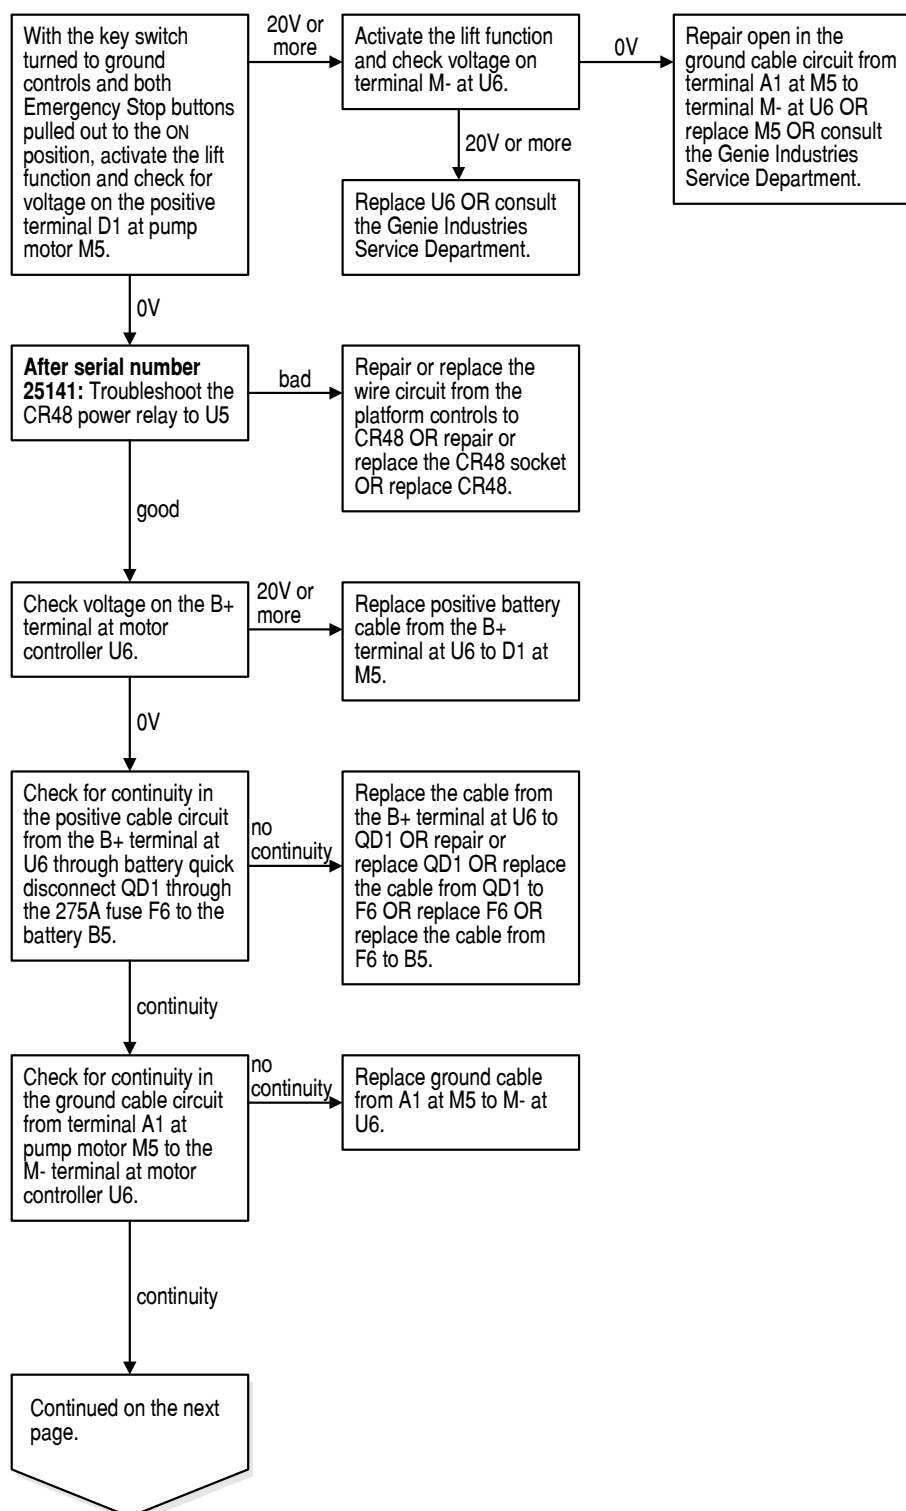 With the key switch
turned to ground
controls and both
Emergency Stop buttons
pulled out to the ON
position, activate the lift
function and check for
voltage on the positive
terminal D1 at pump
motor M5.
20V or
more
Activate the lift function
and check voltage on
terminal M- at U6.
0V
Repair open in the
ground cable circuit from
terminal A1 at M5 to
terminal M- at U6 OR
replace M5 OR consult
the Genie Industries
Service Department.
20V or more
Replace U6 OR consult
the Genie Industries
Service Department.
0V
After serial number
25141: Troubleshoot the
CR48 power relay to U5
bad
Repair or replace the
wire circuit from the
platform controls to
CR48 OR repair or
replace the CR48 socket
OR replace CR48.
good
Check voltage on the B+
terminal at motor
controller U6.
20V or
more
Replace positive battery
cable from the B+
terminal at U6 to D1 at
M5.
0V
Check for continuity in
the positive cable circuit
from the B+ terminal at
U6 through battery quick
disconnect QD1 through
the 275A fuse F6 to the
battery B5.
no
continuity
Replace the cable from
the B+ terminal at U6 to
QD1 OR repair or
replace QD1 OR replace
the cable from QD1 to
F6 OR replace F6 OR
replace the cable from
F6 to B5.
continuity
Check for continuity in
the ground cable circuit
from terminal A1 at
pump motor M5 to the
M- terminal at motor
controller U6.
no
continuity
Replace ground cable
from A1 at M5 to M- at
U6.
continuity
Continued on the next
page.